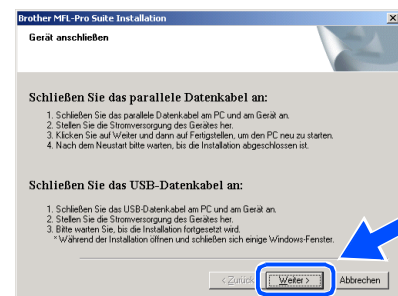 Brother MFL-Pro Suite Installation
Gerät anschließen
Schließen Sie das parallele Datenkabel an:
1. Schließen Sie das parallele Datenkabel am PC und am Gerät an.
2. Stellen Sie die Stromversorgung des Gerätes her.
3. Klicken Sie auf Weiter und dann auf Fertigstellen, um den PC neu zu starten.
4. Nach dem Neustart bitte warten, bis die Installation abgeschlossen ist.
Schließen Sie das USB-Datenkabel an:
1. Schließen Sie das USB-Datenkabel am PC und am Gerät an.
2. Stellen Sie die Stromversorgung des Gerätes her.
3. Bitte warten Sie, bis die Installation fortgesetzt wird.
* Während der Installation öffnen und schließen sich einige Windows-Fenster.
< Zurück Weiter > Abbrechen